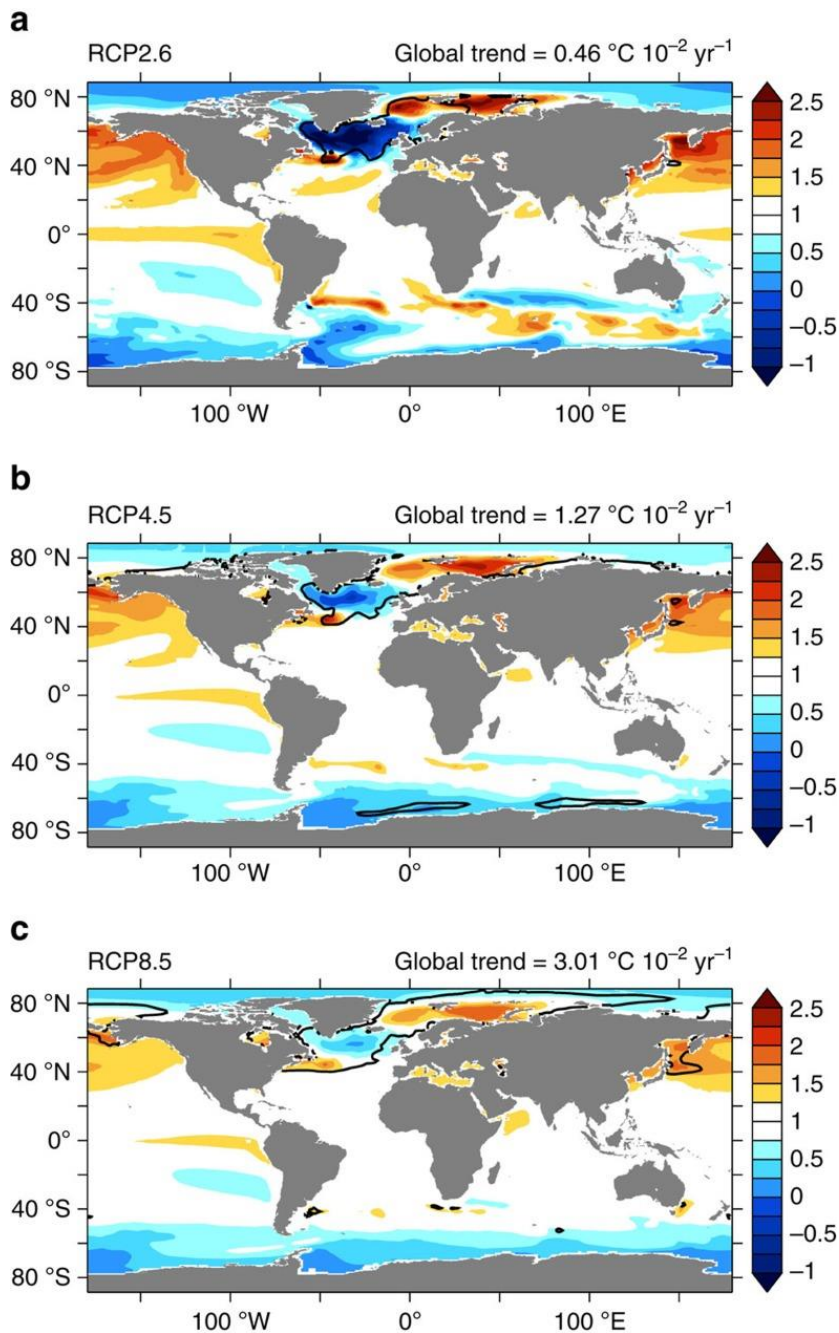 a
RCP2.6 Global trend = 0.46 °C 10⁻² yr⁻¹
80 °N
40 °N
0°
40 °S
80 °S
100 °W 0° 100 °E
2.5
2
1.5
1
0.5
0
−0.5
−1
b
RCP4.5 Global trend = 1.27 °C 10⁻² yr⁻¹
80 °N
40 °N
0°
40 °S
80 °S
100 °W 0° 100 °E
2.5
2
1.5
1
0.5
0
−0.5
−1
c
RCP8.5 Global trend = 3.01 °C 10⁻² yr⁻¹
80 °N
40 °N
0°
40 °S
80 °S
100 °W 0° 100 °E
2.5
2
1.5
1
0.5
0
−0.5
−1